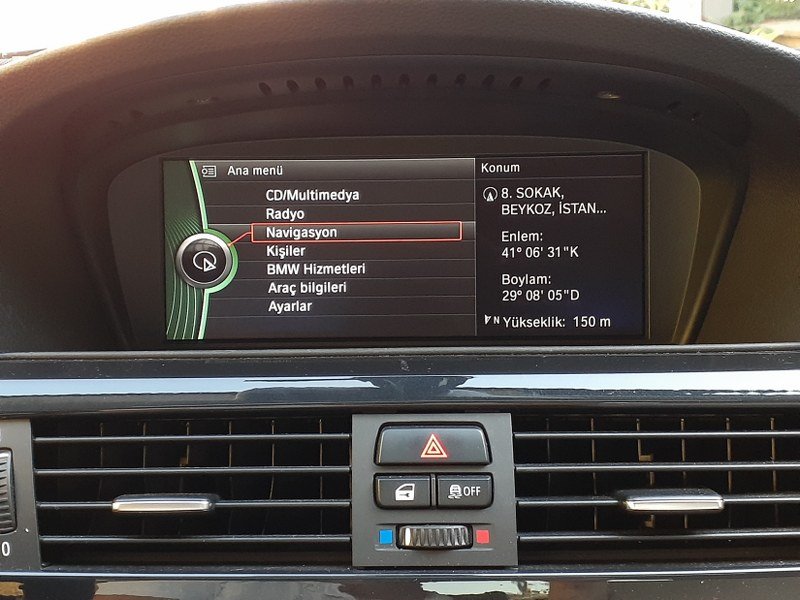 Ana menü
CD/Multimedya
Radyo
Navigasyon
Kişiler
BMW Hizmetleri
Araç bilgileri
Ayarlar
Konum
8. SOKAK,
BEYKOZ, İSTAN...
Enlem:
41° 06' 31"K
Boylam:
29° 08' 05"D
N Yükseklik: 150 m
OFF
0